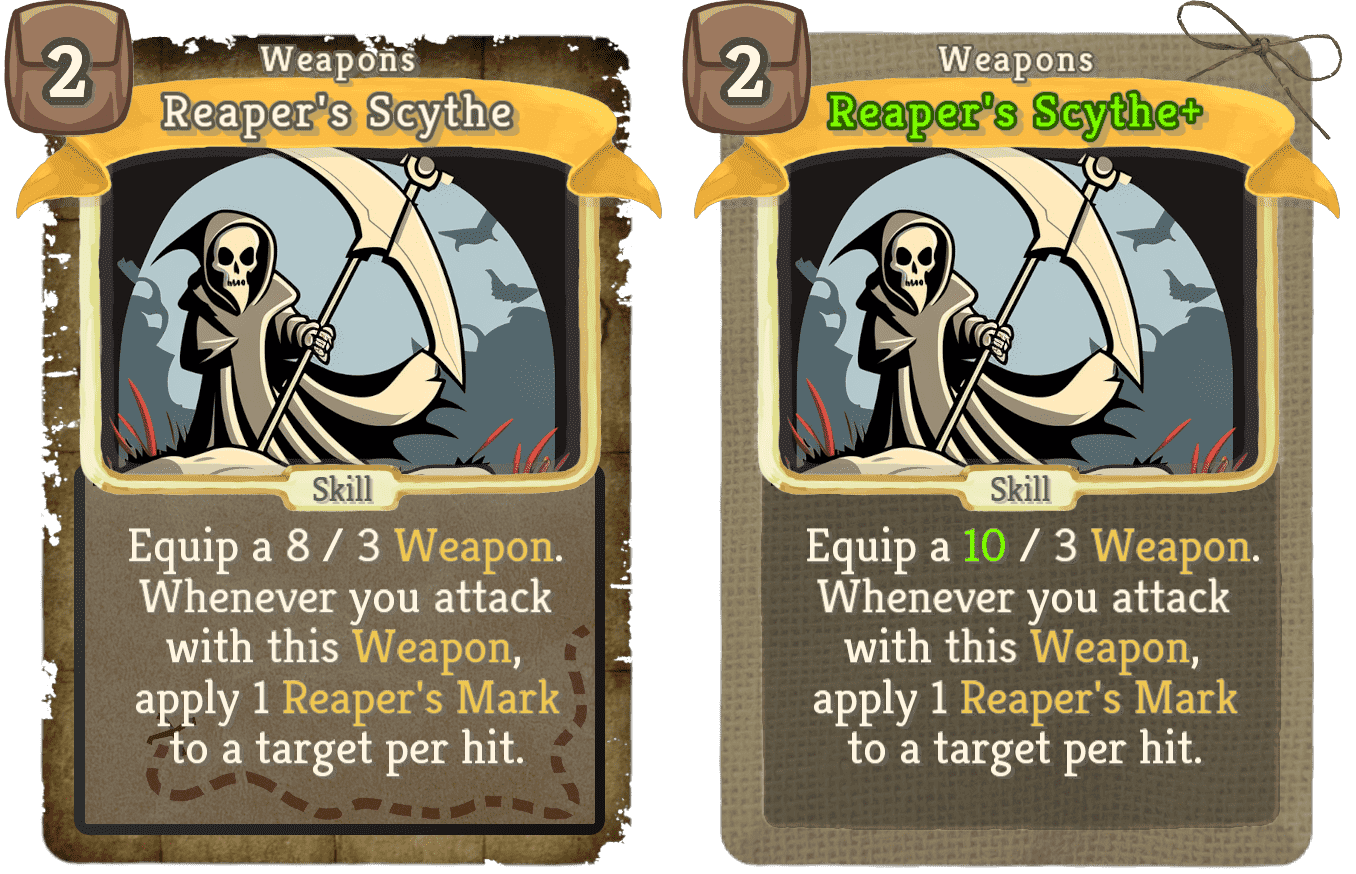 2
Weapons
Reaper's Scythe
Skill
Equip a 8 / 3 Weapon.
Whenever you attack
with this Weapon,
apply 1 Reaper's Mark
to a target per hit.
2
Weapons
Reaper's Scythe+
Skill
Equip a 10 / 3 Weapon.
Whenever you attack
with this Weapon,
apply 1 Reaper's Mark
to a target per hit.